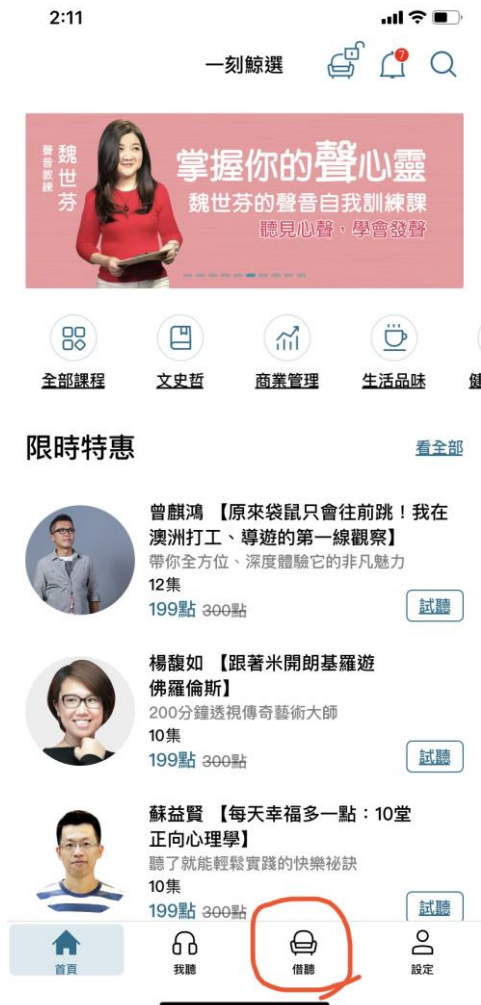 2:11
一刻鯨選
7
聲音教練
魏世芬
掌握你的聲心靈
魏世芬的聲音自我訓練課
聽見心聲，學會發聲
全部課程
文史哲
商業管理
生活品味
健
限時特惠
看全部
曾麒鴻 【原來袋鼠只會往前跳！我在
澳洲打工、導遊的第一線觀察】
帶你全方位、深度體驗它的非凡魅力
12集
199點 300點
試聽
楊馥如 【跟著米開朗基羅遊
佛羅倫斯】
200分鐘透視傳奇藝術大師
10集
199點 300點
試聽
蘇益賢 【每天幸福多一點：10堂
正向心理學】
聽了就能輕鬆實踐的快樂祕訣
10集
199點 300點
試聽
首頁
我聽
借聽
設定